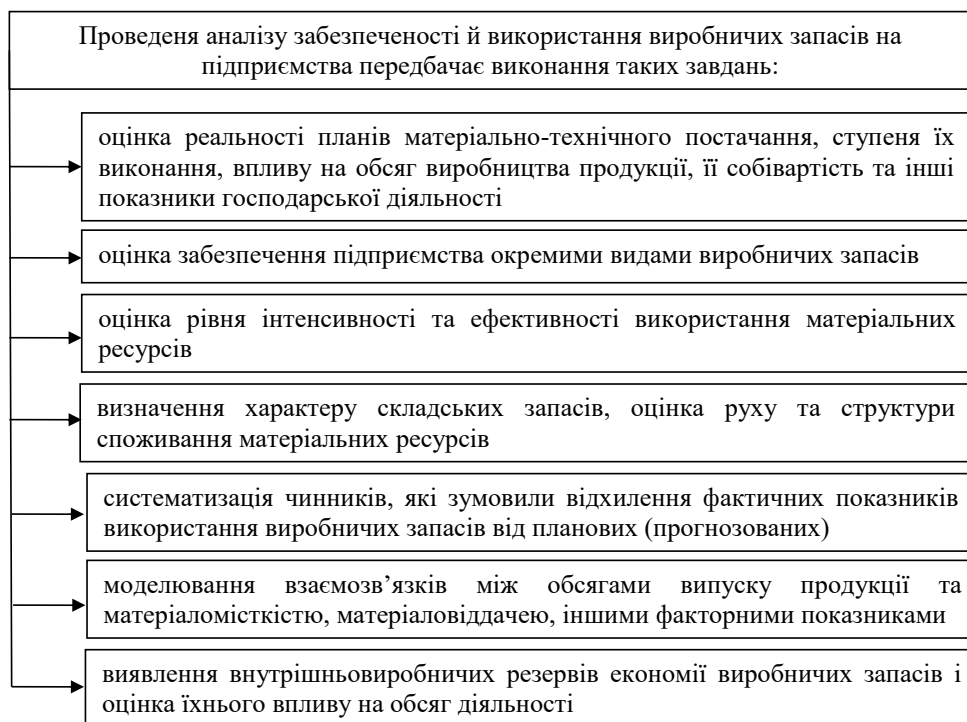 Проведеня аналізу забезпеченості й використання виробничих запасів на
підприємства передбачає виконання таких завдань:
оцінка реальності планів матеріально-технічного постачання, ступеня їх
виконання, впливу на обсяг виробництва продукції, її собівартість та інші
показники господарської діяльності
оцінка забезпечення підприємства окремими видами виробничих запасів
оцінка рівня інтенсивності та ефективності використання матеріальних
ресурсів
визначення характеру складських запасів, оцінка руху та структури
споживання матеріальних ресурсів
систематизація чинників, які зумовили відхилення фактичних показників
використання виробничих запасів від планових (прогнозованих)
моделювання взаємозв’язків між обсягами випуску продукції та
матеріаломісткістю, матеріаловіддачею, іншими факторними показниками
виявлення внутрішньовиробничих резервів економії виробничих запасів і
оцінка їхнього впливу на обсяг діяльності